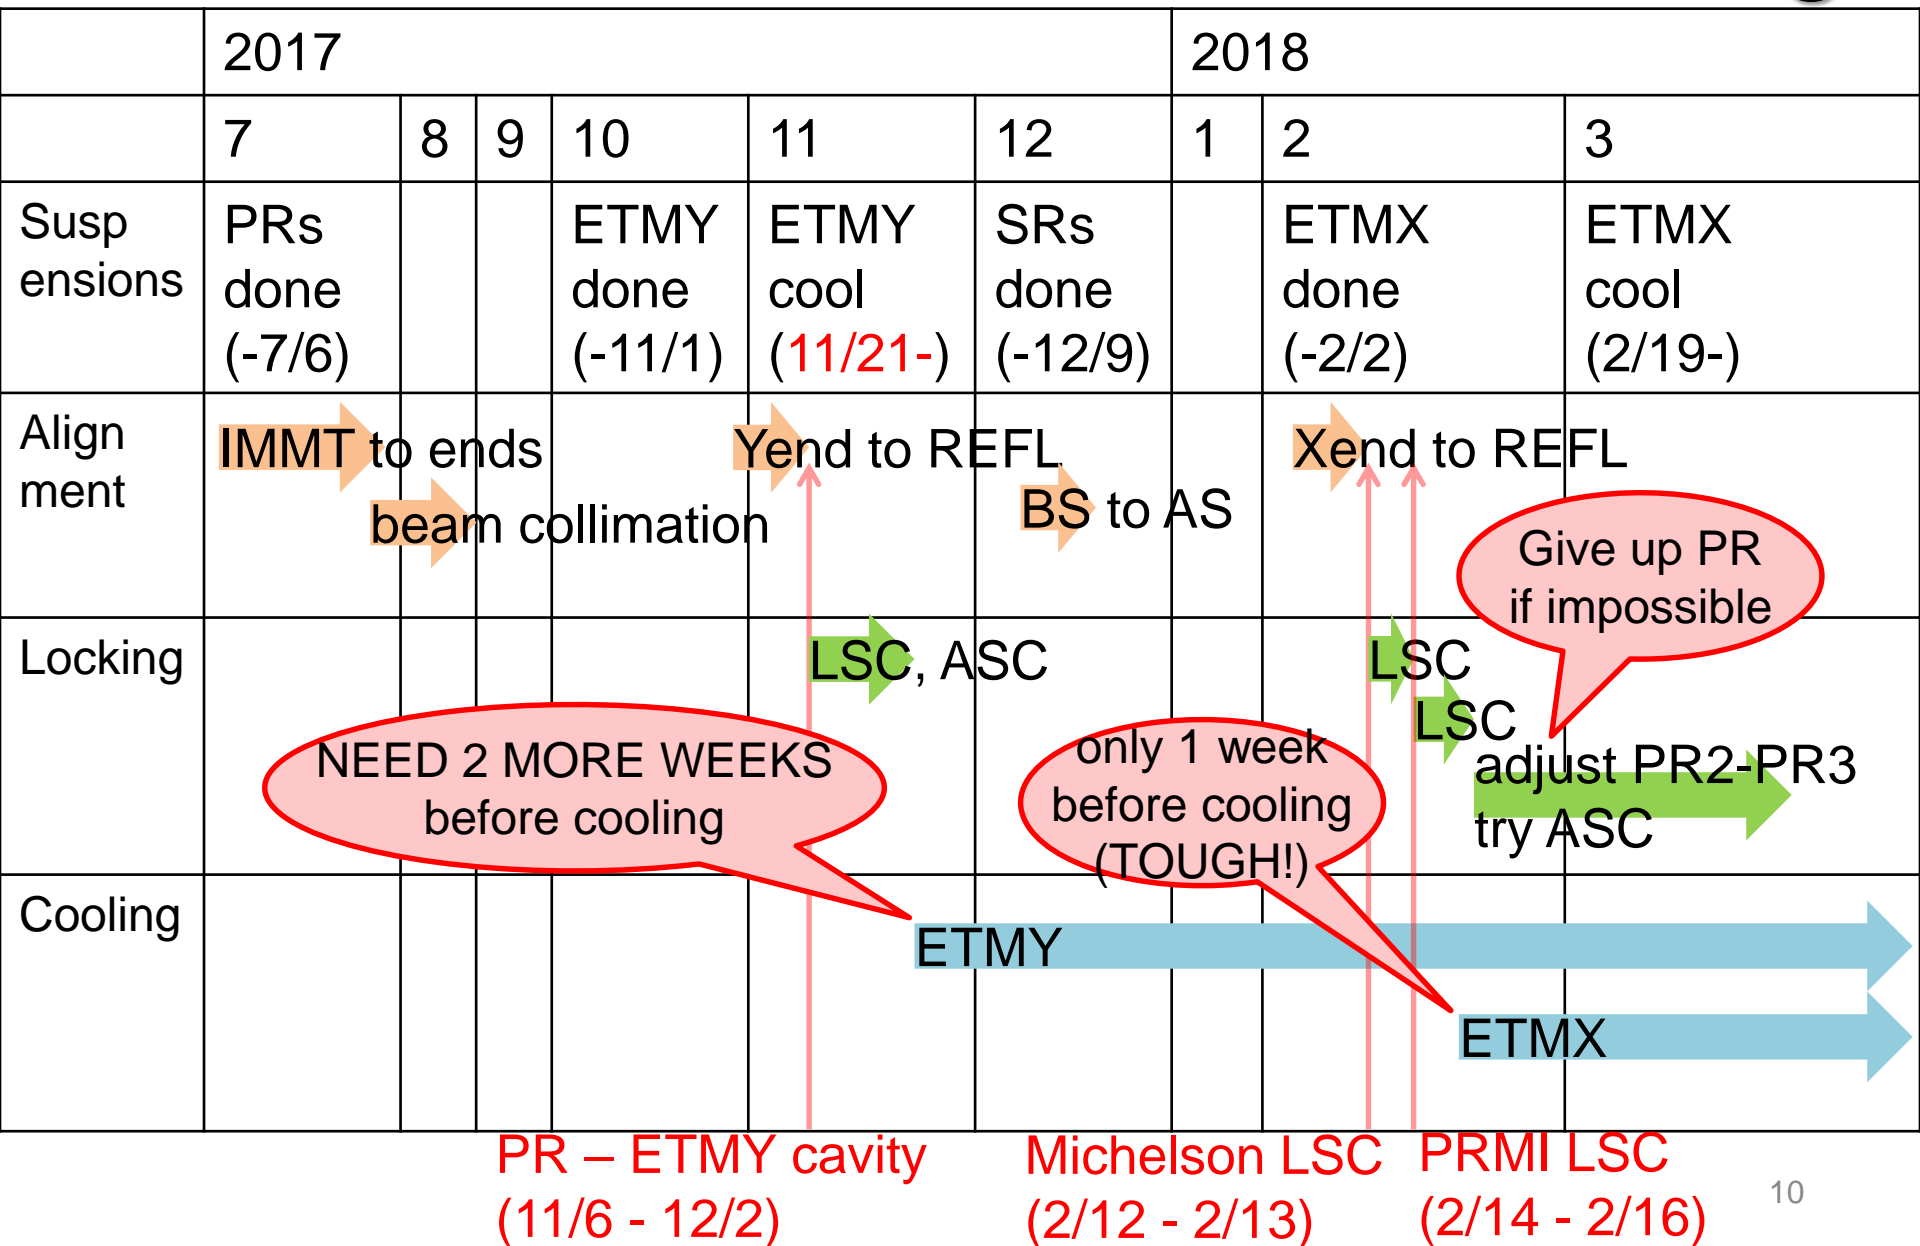 2017
2018
7
8
9
10
11
12
1
2
3
Susp
ensions
PRs
done
(-7/6)
ETMY
done
(-11/1)
ETMY
cool
(11/21-)
SRs
done
(-12/9)
ETMX
done
(-2/2)
ETMX
cool
(2/19-)
Align
ment
IMMT to ends
beam collimation
Yend to REFL
BS to AS
Xend to REFL
Give up PR
if impossible
Locking
LSC, ASC
LSC
LSC
adjust PR2-PR3
try ASC
NEED 2 MORE WEEKS
before cooling
only 1 week
before cooling
(TOUGH!)
Cooling
ETMY
ETMX
PR – ETMY cavity
(11/6 - 12/2)
Michelson LSC
(2/12 - 2/13)
PRMI LSC
(2/14 - 2/16)
10